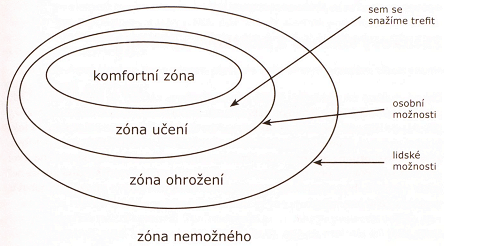 sem se
snažíme trefit
komfortní zóna
osobní
možnosti
zóna učení
lidské
možnosti
zóna ohrožení
zóna nemožného